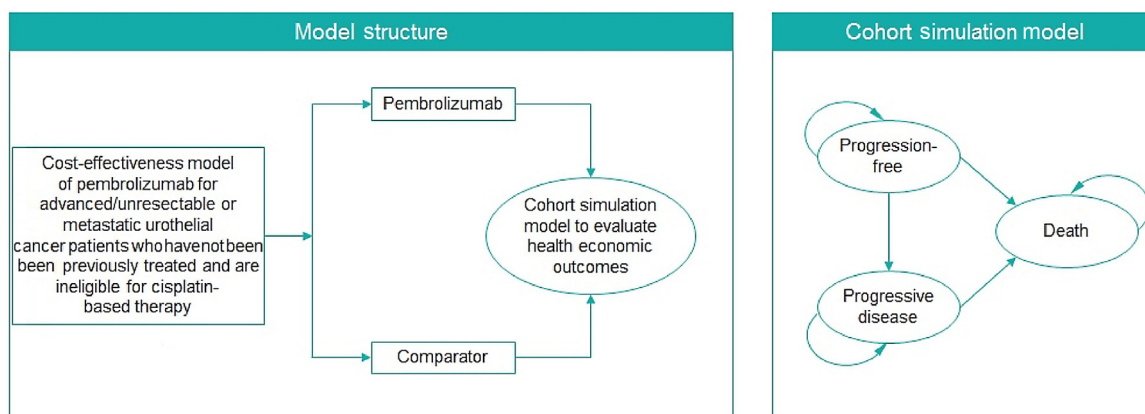 Model structure
Cost-effectiveness model
of pembrolizumab for
advanced/unresectable or
metastatic urothelial
cancer patients who have not been
been previously treated and are
ineligible for cisplatin-
based therapy
Pembrolizumab
Comparator
Cohort simulation
model to evaluate
health economic
outcomes
Cohort simulation model
Progression-
free
Progressive
disease
Death